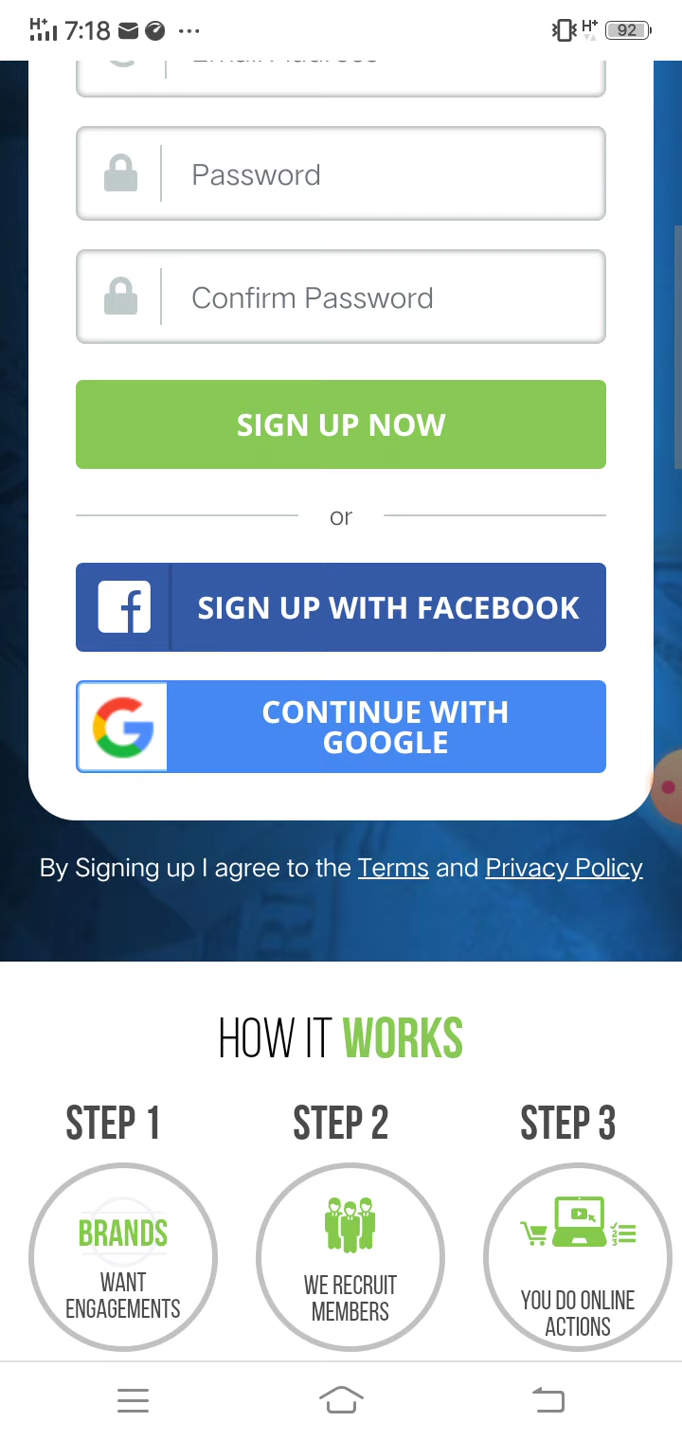 H+ 7:18 ... H+ 92
Password
Confirm Password
SIGN UP NOW
or
SIGN UP WITH FACEBOOK
CONTINUE WITH
GOOGLE
By Signing up I agree to the Terms and Privacy Policy
HOW IT WORKS
STEP 1 STEP 2 STEP 3
BRANDS
WANT
ENGAGEMENTS
WE RECRUIT
MEMBERS
YOU DO ONLINE
ACTIONS